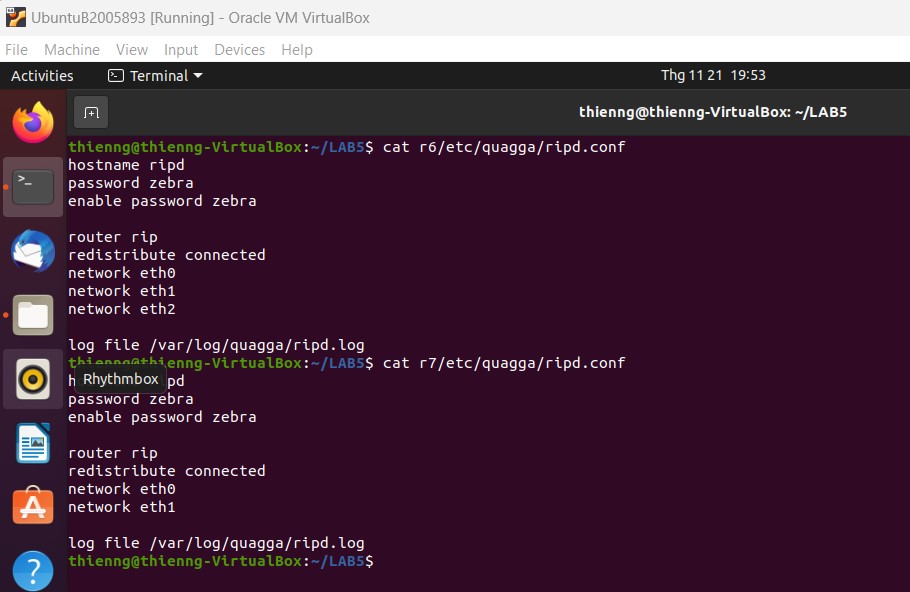 UbuntuB2005893 [Running] - Oracle VM VirtualBox
File Machine View Input Devices Help
Activities Terminal Thg 11 21 19:53
thienng@thienng-VirtualBox: ~/LAB5
thienng@thienng-VirtualBox:~/LAB5$ cat r6/etc/quagga/ripd.conf
hostname ripd
password zebra
enable password zebra
router rip
redistribute connected
network eth0
network eth1
network eth2
log file /var/log/quagga/ripd.log
thienng@thienng-VirtualBox:~/LAB5$ cat r7/etc/quagga/ripd.conf
h pd
Rhythmbox
password zebra
enable password zebra
router rip
redistribute connected
network eth0
network eth1
log file /var/log/quagga/ripd.log
thienng@thienng-VirtualBox:~/LAB5$